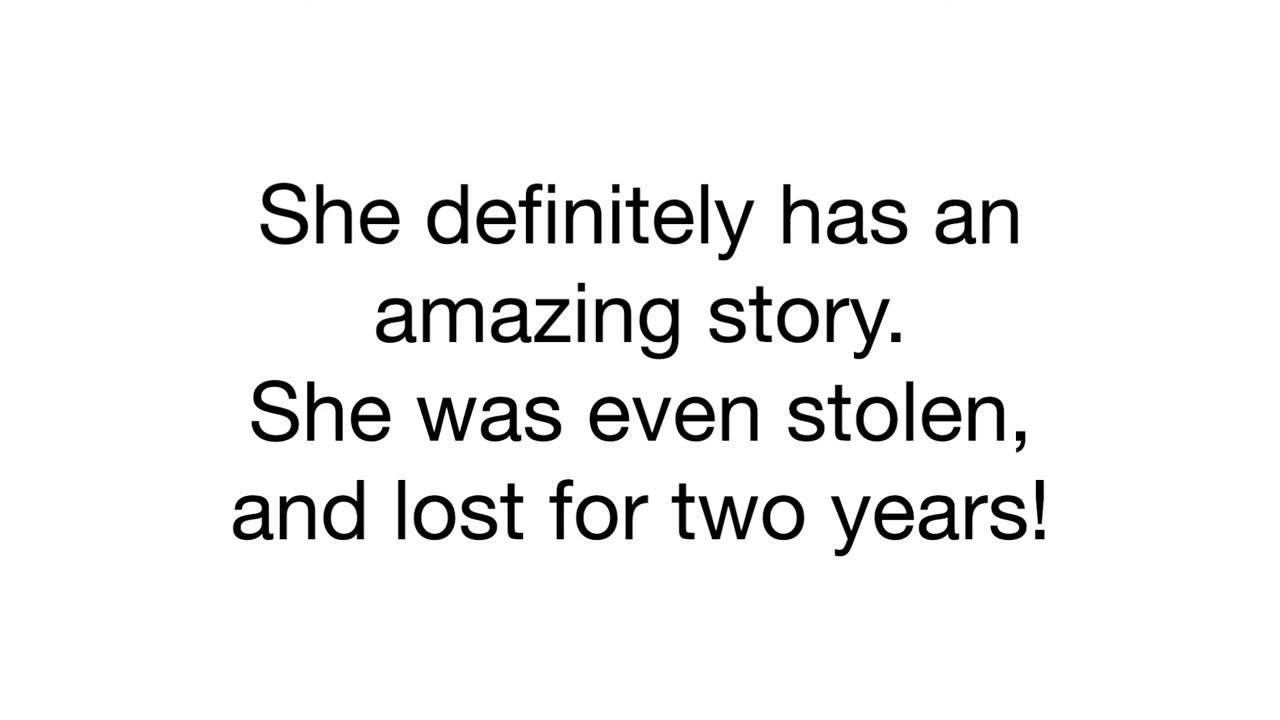 She definitely has an
amazing story.
She was even stolen,
and lost for two years!